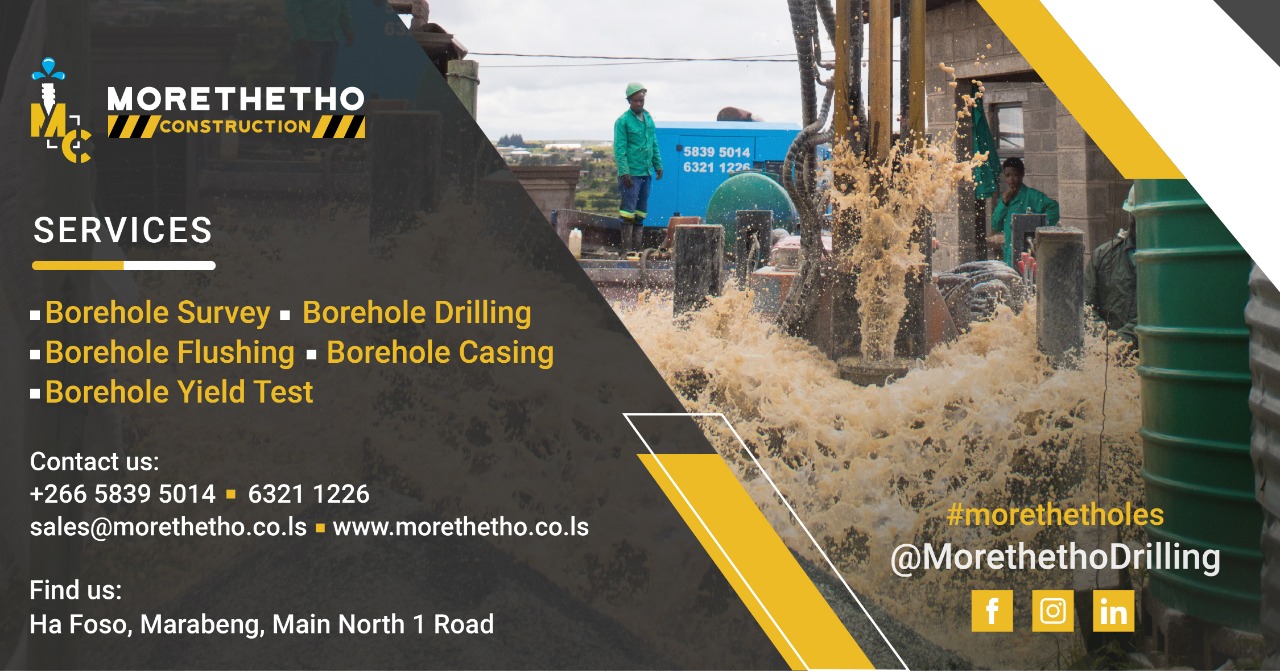 MORETHETHO
CONSTRUCTION
MC
SERVICES
▪Borehole Survey ▪ Borehole Drilling
▪Borehole Flushing ▪ Borehole Casing
▪Borehole Yield Test
Contact us:
+266 5839 5014 ▪ 6321 1226
sales@morethetho.co.ls ▪ www.morethetho.co.ls
Find us:
Ha Foso, Marabeng, Main North 1 Road
5839 5014
6321 1226
#morethetholes
@MorethethoDrilling
f
in